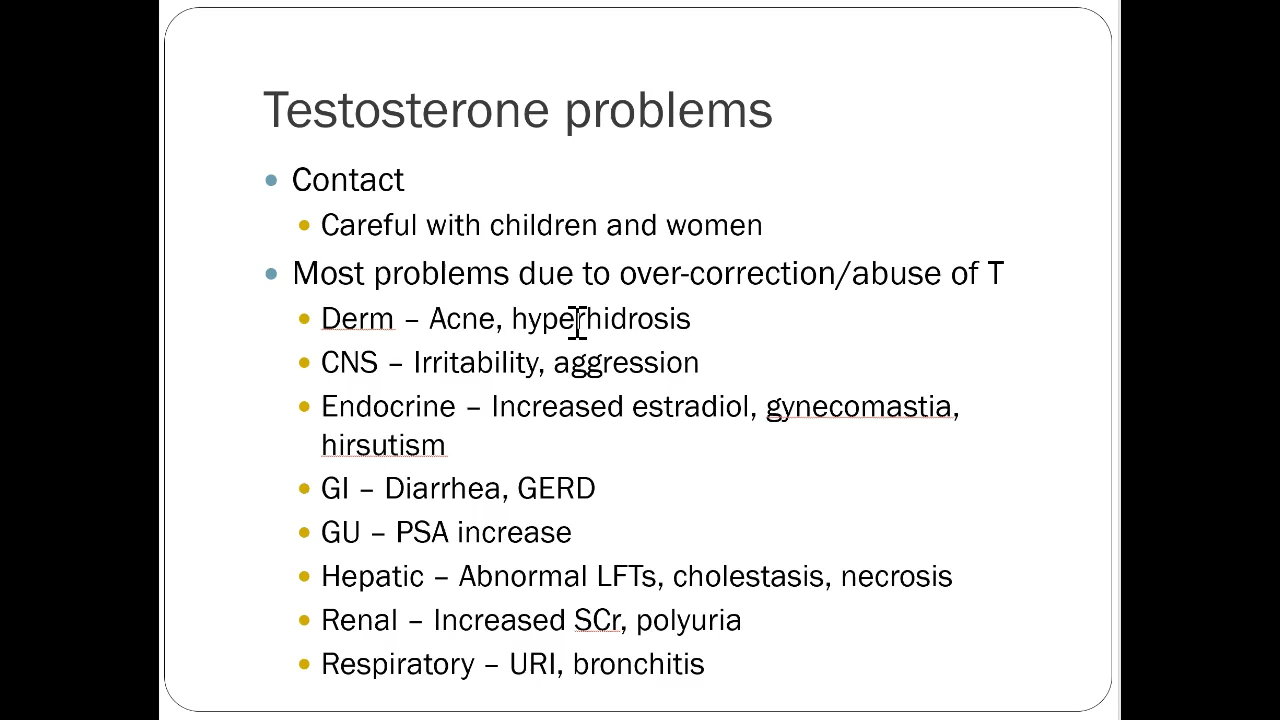 Testosterone problems
• Contact
• Careful with children and women
• Most problems due to over-correction/abuse of T
• Derm – Acne, hyperhidrosis
• CNS – Irritability, aggression
• Endocrine – Increased estradiol, gynecomastia,
hirsutism
• GI – Diarrhea, GERD
• GU – PSA increase
• Hepatic – Abnormal LFTs, cholestasis, necrosis
• Renal – Increased SCr, polyuria
• Respiratory – URI, bronchitis